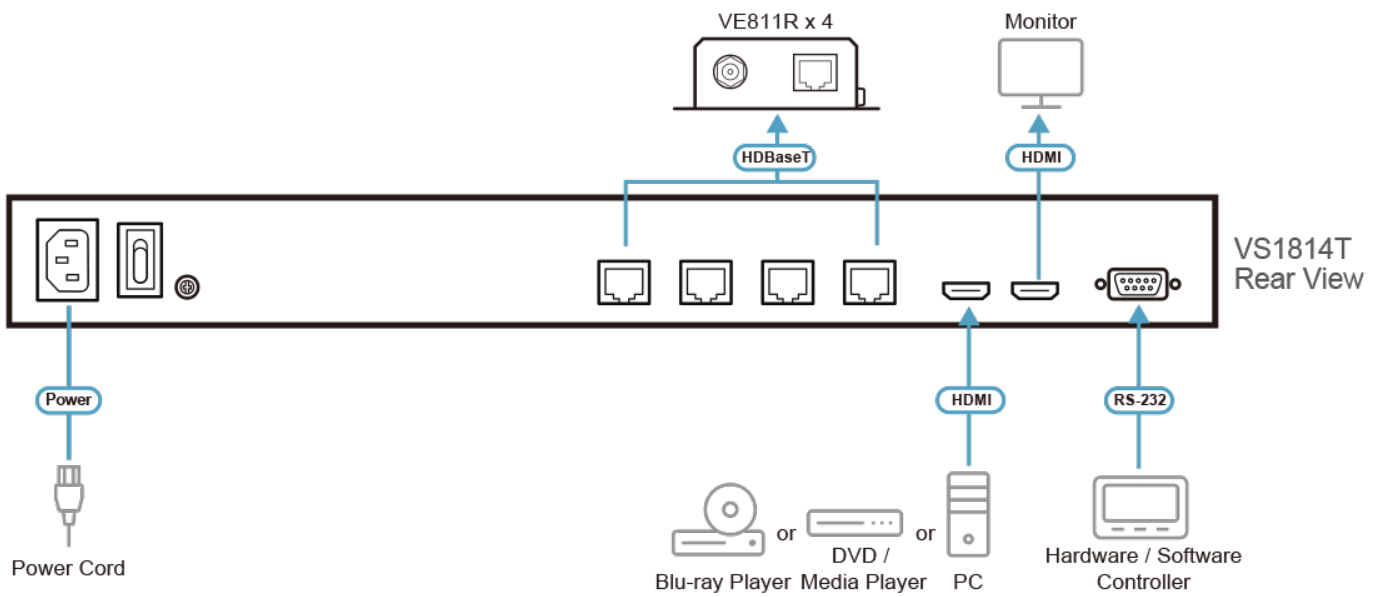 VE811R x 4
Monitor
HDBaseT
HDMI
VS1814T
Rear View
Power
HDMI
RS-232
Power Cord
or
or
Blu-ray Player
DVD /
Media Player
PC
Hardware / Software
Controller